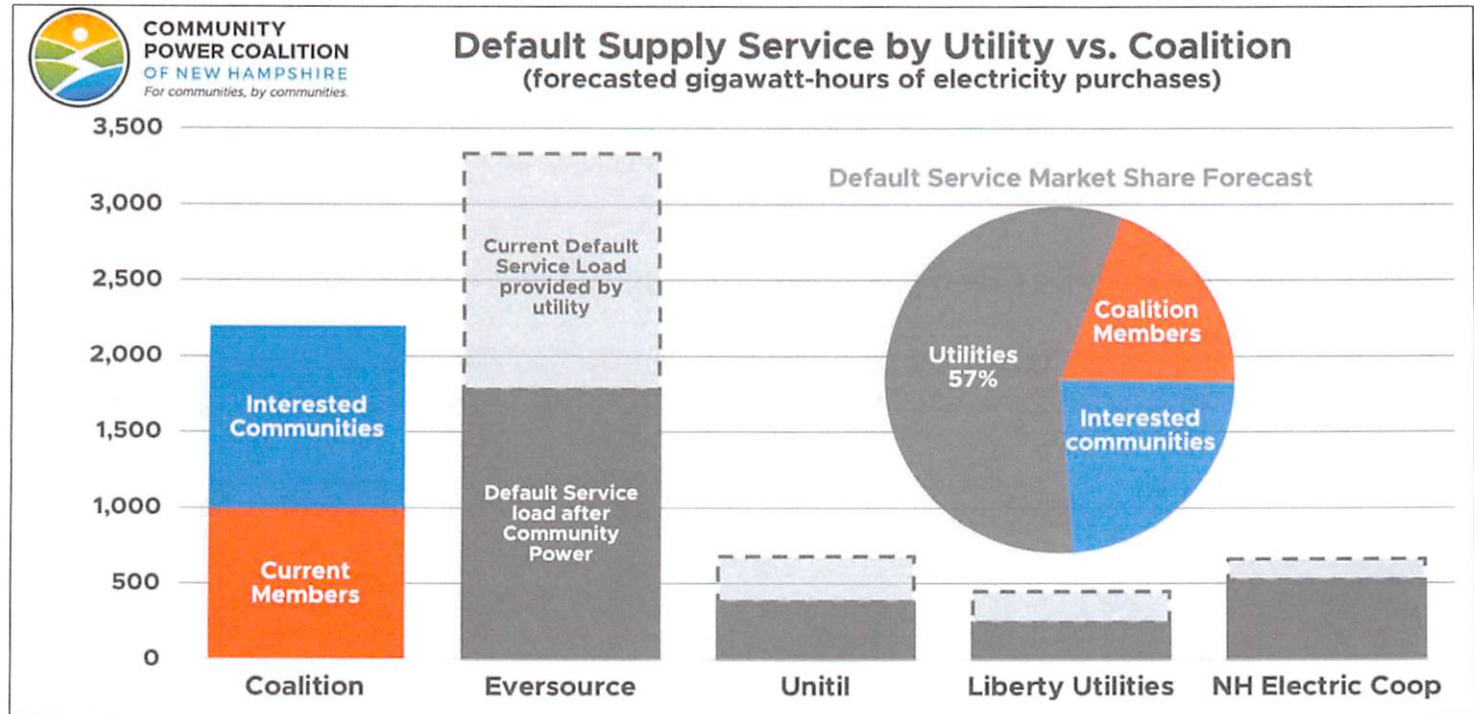 COMMUNITY
POWER COALITION
OF NEW HAMPSHIRE
For communities, by communities.
Default Supply Service by Utility vs. Coalition
(forecasted gigawatt-hours of electricity purchases)
3,500
3,000
2,500
2,000
1,500
1,000
500
0
Interested
Communities
Current
Members
Current Default
Service Load
provided by
utility
Default Service
load after
Community
Power
Default Service Market Share Forecast
Utilities
57%
Coalition
Members
Interested
communities
Coalition
Eversource
Unitil
Liberty Utilities
NH Electric Coop